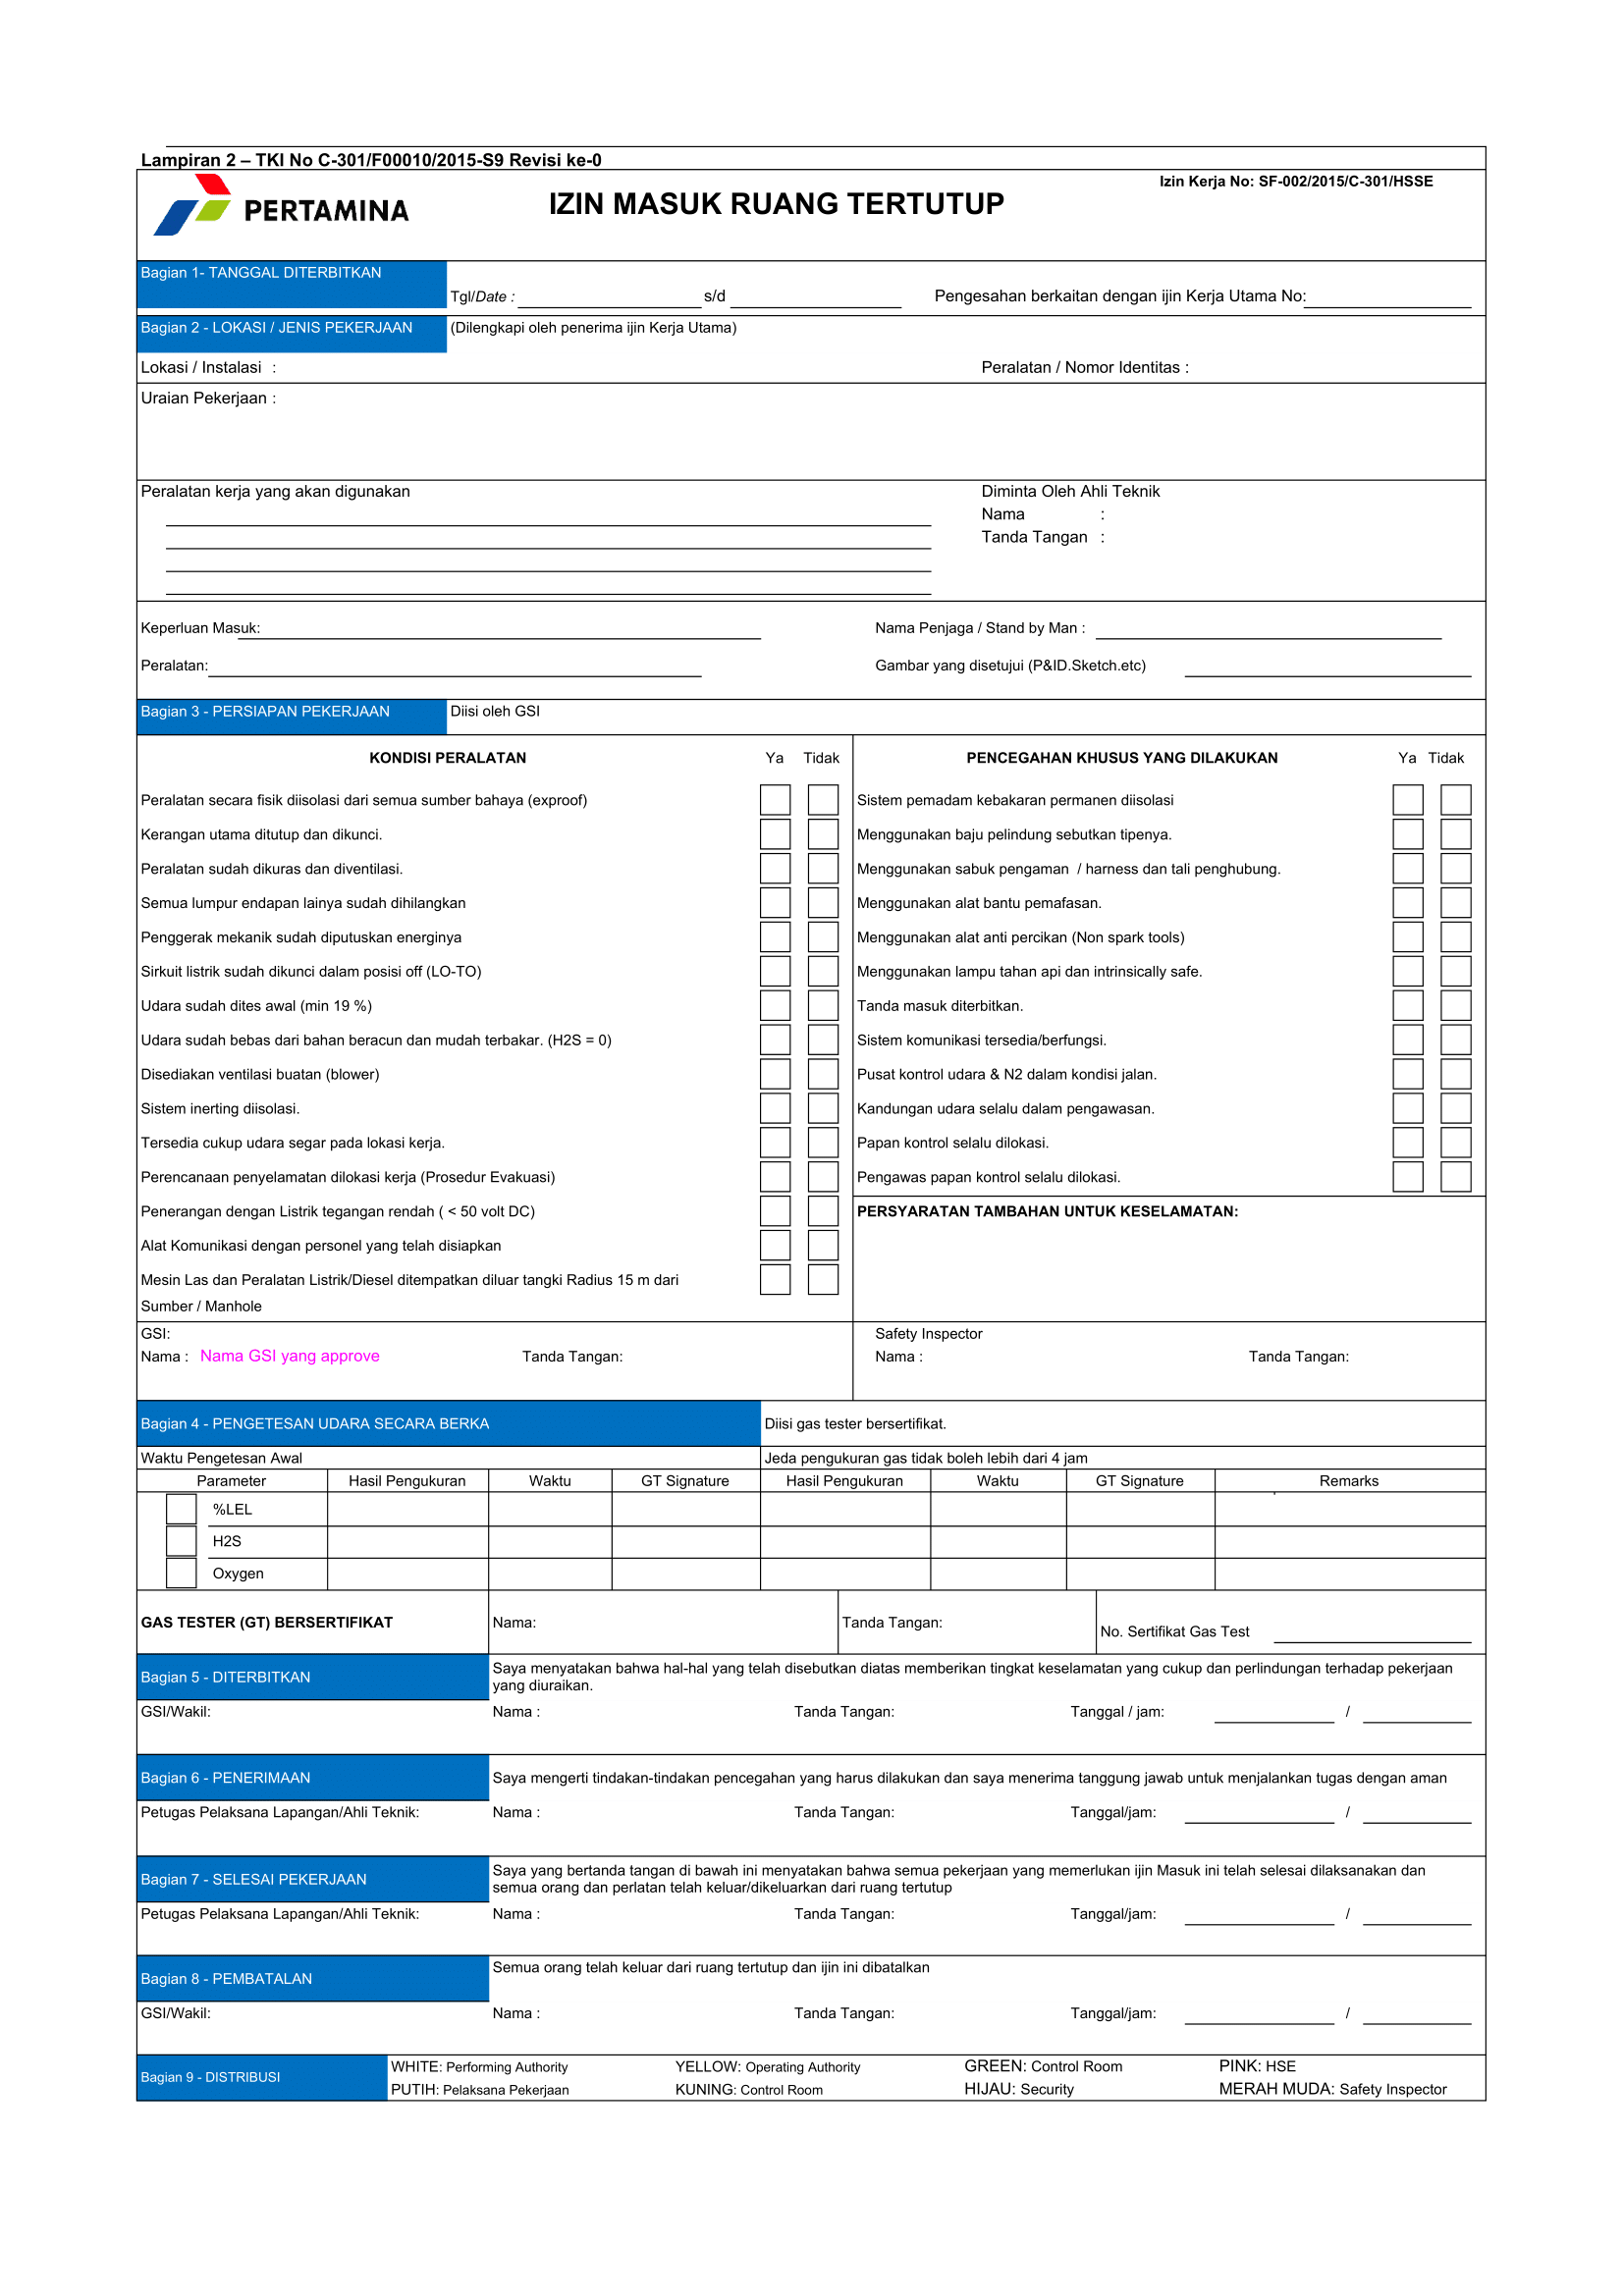 Lampiran 2 – TKI No C-301/F00010/2015-S9 Revisi ke-0
PERTAMINA
IZIN MASUK RUANG TERTUTUP
Izin Kerja No: SF-002/2015/C-301/HSSE
Bagian 1- TANGGAL DITERBITKAN
Tgl/Date : s/d Pengesahan berkaitan dengan ijin Kerja Utama No:
Bagian 2 - LOKASI / JENIS PEKERJAAN (Dilengkapi oleh penerima ijin Kerja Utama)
Lokasi / Instalasi : Peralatan / Nomor Identitas :
Uraian Pekerjaan :
Peralatan kerja yang akan digunakan
Diminta Oleh Ahli Teknik
Nama :
Tanda Tangan :
Keperluan Masuk: Nama Penjaga / Stand by Man :
Peralatan: Gambar yang disetujui (P&ID.Sketch.etc)
Bagian 3 - PERSIAPAN PEKERJAAN Diisi oleh GSI
KONDISI PERALATAN Ya Tidak
Peralatan secara fisik diisolasi dari semua sumber bahaya (exproof)
Kerangan utama ditutup dan dikunci.
Peralatan sudah dikuras dan diventilasi.
Semua lumpur endapan lainya sudah dihilangkan
Penggerak mekanik sudah diputuskan energinya
Sirkuit listrik sudah dikunci dalam posisi off (LO-TO)
Udara sudah dites awal (min 19 %)
Udara sudah bebas dari bahan beracun dan mudah terbakar. (H2S = 0)
Disediakan ventilasi buatan (blower)
Sistem inerting diisolasi.
Tersedia cukup udara segar pada lokasi kerja.
Perencanaan penyelamatan dilokasi kerja (Prosedur Evakuasi)
Penerangan dengan Listrik tegangan rendah ( < 50 volt DC)
Alat Komunikasi dengan personel yang telah disiapkan
Mesin Las dan Peralatan Listrik/Diesel ditempatkan diluar tangki Radius 15 m dari
Sumber / Manhole
PENCEGAHAN KHUSUS YANG DILAKUKAN Ya Tidak
Sistem pemadam kebakaran permanen diisolasi
Menggunakan baju pelindung sebutkan tipenya.
Menggunakan sabuk pengaman / harness dan tali penghubung.
Menggunakan alat bantu pemafasan.
Menggunakan alat anti percikan (Non spark tools)
Menggunakan lampu tahan api dan intrinsically safe.
Tanda masuk diterbitkan.
Sistem komunikasi tersedia/berfungsi.
Pusat kontrol udara & N2 dalam kondisi jalan.
Kandungan udara selalu dalam pengawasan.
Papan kontrol selalu dilokasi.
Pengawas papan kontrol selalu dilokasi.
PERSYARATAN TAMBAHAN UNTUK KESELAMATAN:
GSI:
Nama : Nama GSI yang approve Tanda Tangan:
Safety Inspector
Nama : Tanda Tangan:
Bagian 4 - PENGETESAN UDARA SECARA BERKA Diisi gas tester bersertifikat.
Waktu Pengetesan Awal Jeda pengukuran gas tidak boleh lebih dari 4 jam
Parameter Hasil Pengukuran Waktu GT Signature Hasil Pengukuran Waktu GT Signature Remarks
%LEL
H2S
Oxygen
GAS TESTER (GT) BERSERTIFIKAT Nama: Tanda Tangan: No. Sertifikat Gas Test
Bagian 5 - DITERBITKAN
Saya menyatakan bahwa hal-hal yang telah disebutkan diatas memberikan tingkat keselamatan yang cukup dan perlindungan terhadap pekerjaan
yang diuraikan.
GSI/Wakil: Nama : Tanda Tangan: Tanggal / jam: /
Bagian 6 - PENERIMAAN
Saya mengerti tindakan-tindakan pencegahan yang harus dilakukan dan saya menerima tanggung jawab untuk menjalankan tugas dengan aman
Petugas Pelaksana Lapangan/Ahli Teknik: Nama : Tanda Tangan: Tanggal/jam: /
Bagian 7 - SELESAI PEKERJAAN
Saya yang bertanda tangan di bawah ini menyatakan bahwa semua pekerjaan yang memerlukan ijin Masuk ini telah selesai dilaksanakan dan
semua orang dan perlatan telah keluar/dikeluarkan dari ruang tertutup
Petugas Pelaksana Lapangan/Ahli Teknik: Nama : Tanda Tangan: Tanggal/jam: /
Bagian 8 - PEMBATALAN
Semua orang telah keluar dari ruang tertutup dan ijin ini dibatalkan
GSI/Wakil: Nama : Tanda Tangan: Tanggal/jam: /
Bagian 9 - DISTRIBUSI
WHITE: Performing Authority YELLOW: Operating Authority GREEN: Control Room PINK: HSE
PUTIH: Pelaksana Pekerjaan KUNING: Control Room HIJAU: Security MERAH MUDA: Safety Inspector